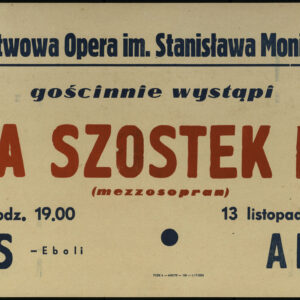 twowa Opera im. Stanisława Moni
gościnnie wystąpi
A SZOSTEK
(mezzosopran)
odz. 19.00 13 listopad
S – Eboli A